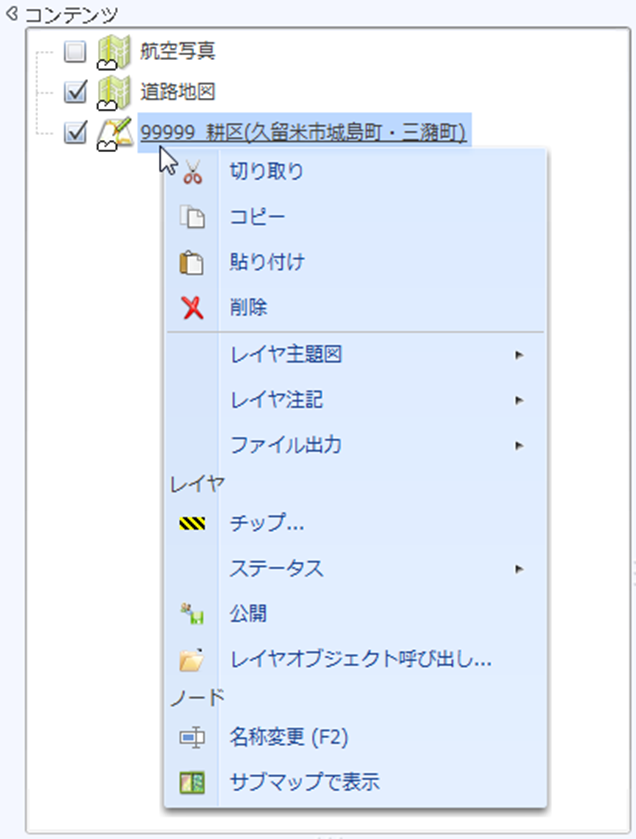 コンテンツ
航空写真
道路地図
99999_耕区(久留米市城島町・三潴町)
切り取り
コピー
貼り付け
削除
レイヤ主題図
レイヤ注記
ファイル出力
レイヤ
チップ...
ステータス
公開
レイヤオブジェクト呼び出し...
ノード
名称変更 (F2)
サブマップで表示